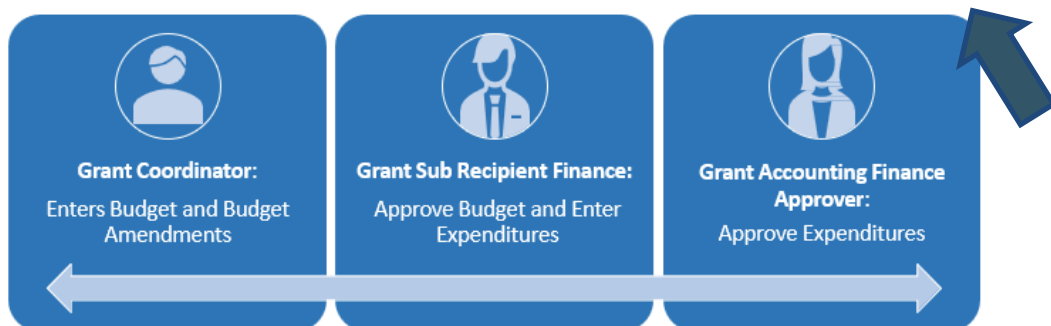 Grant Coordinator:
Enters Budget and Budget
Amendments
Grant Sub Recipient Finance:
Approve Budget and Enter
Expenditures
Grant Accounting Finance
Approver:
Approve Expenditures